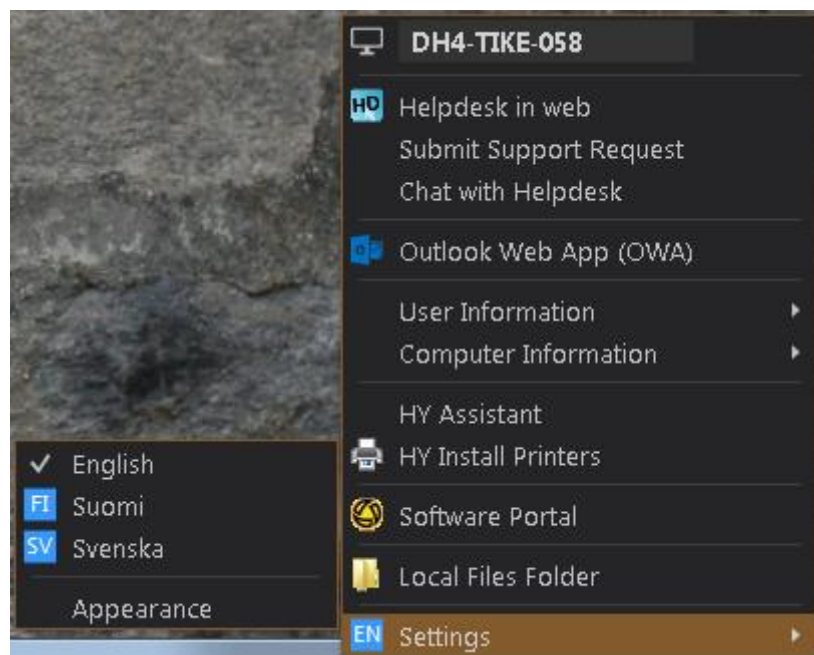 DH4-TIKE-058
HD Helpdesk in web
Submit Support Request
Chat with Helpdesk
Outlook Web App (OWA)
User Information
Computer Information
HY Assistant
HY Install Printers
Software Portal
Local Files Folder
EN Settings
English
FI Suomi
SV Svenska
Appearance